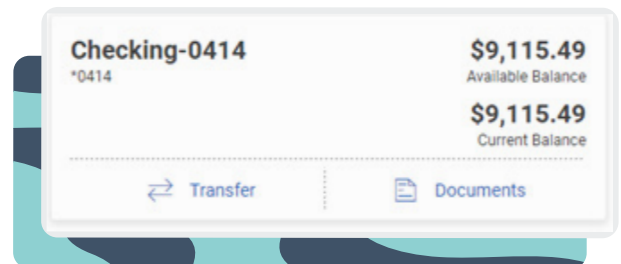 Checking-0414 $9,115.49
*0414 Available Balance
$9,115.49
Current Balance
Transfer Documents